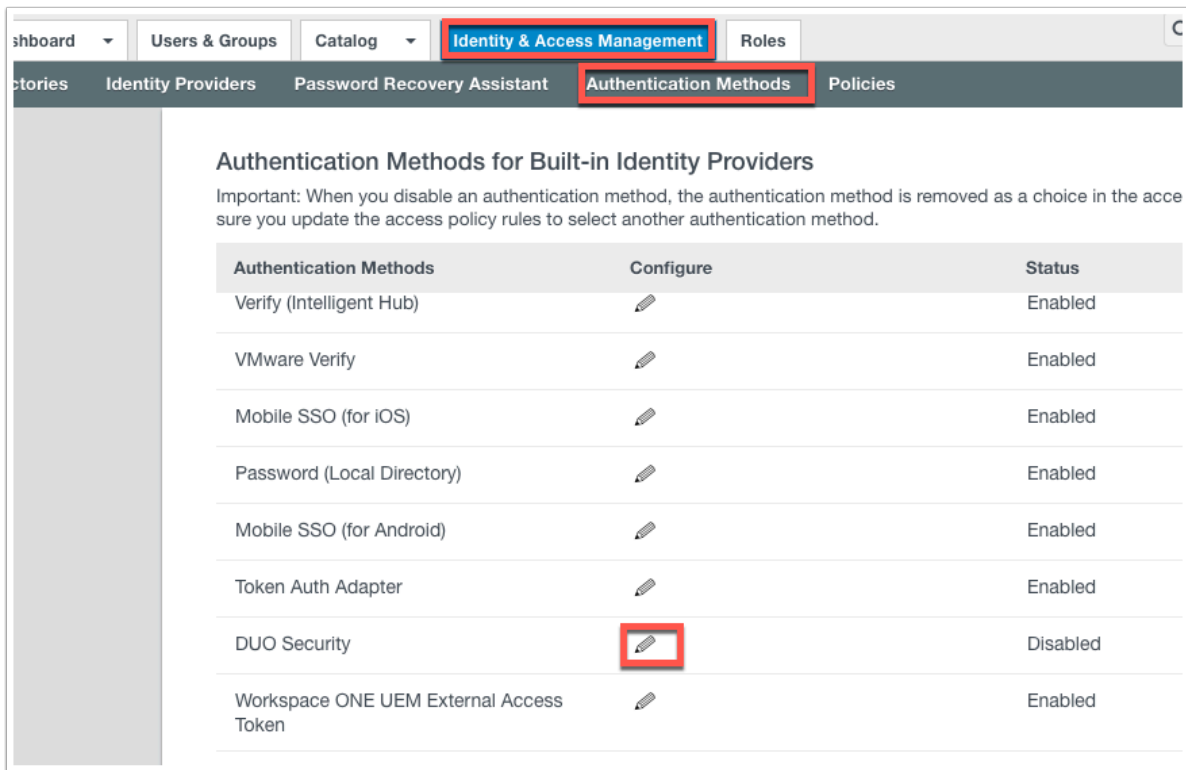 shboard Users & Groups Catalog Identity & Access Management Roles
ctories Identity Providers Password Recovery Assistant Authentication Methods Policies
Authentication Methods for Built-in Identity Providers
Important: When you disable an authentication method, the authentication method is removed as a choice in the acce
sure you update the access policy rules to select another authentication method.
Authentication Methods Configure Status
Verify (Intelligent Hub) Enabled
VMware Verify Enabled
Mobile SSO (for iOS) Enabled
Password (Local Directory) Enabled
Mobile SSO (for Android) Enabled
Token Auth Adapter Enabled
DUO Security Disabled
Workspace ONE UEM External Access Enabled
Token